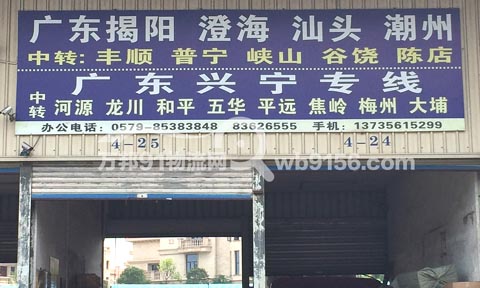 广东揭阳 澄海 汕头 潮州
中转: 丰顺 普宁 峡山 谷饶 陈店
广东兴宁专线
中转 河源 龙川 和平 五华 平远 焦岭 梅州 大埔
办公电话: 0579-85383848 83626555 手机: 13735615299
4-25 4-24
万邦91物流网 wb9156.com